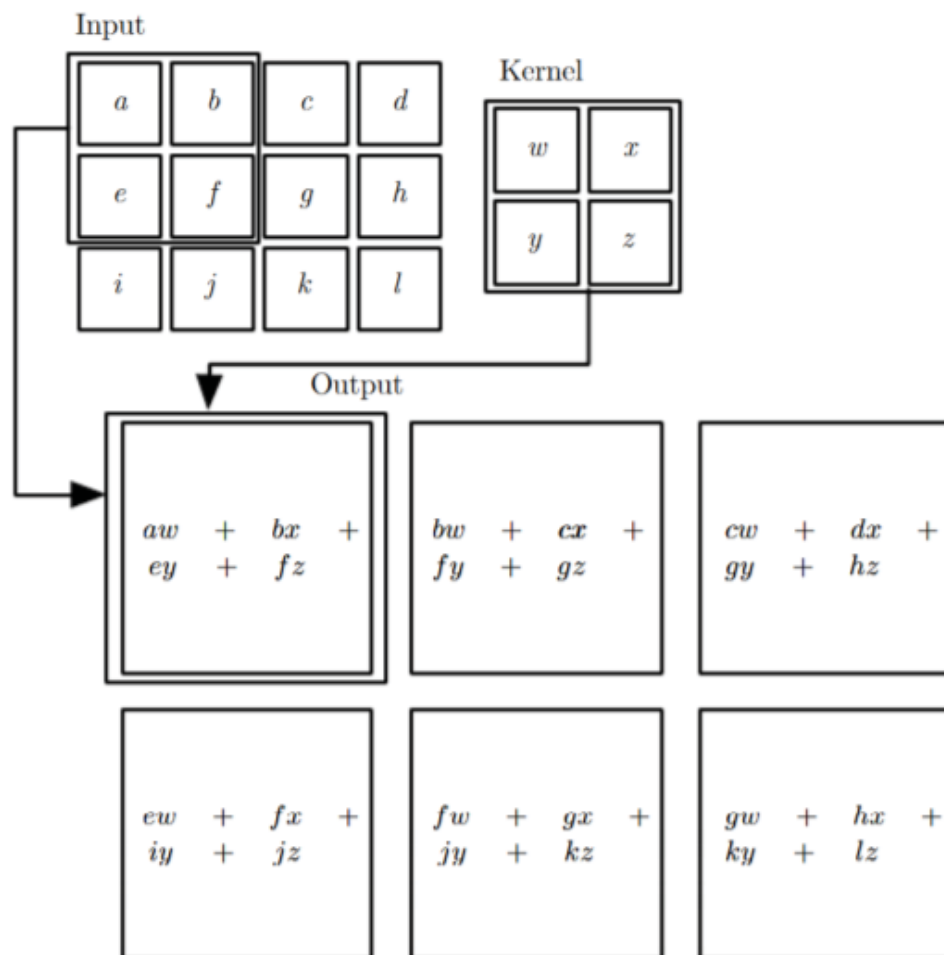 Input
a b c d
Kernel
w x
e f g h
y z
i j k l
Output
aw + bx +
ey + fz
bw + cx +
fy + gz
cw + dx +
gy + hz
ew + fx +
iy + jz
fw + gx +
jy + kz
gw + hx +
ky + lz